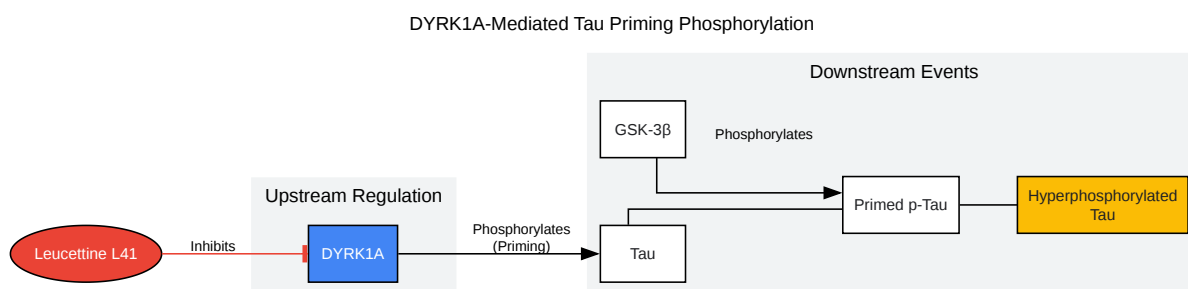 DYRK1A-Mediated Tau Priming Phosphorylation
Downstream Events
GSK-3β
Phosphorylates
Upstream Regulation
Primed p-Tau
Hyperphosphorylated
Tau
Leucettine L41
Inhibits
DYRK1A
Phosphorylates
(Priming)
Tau